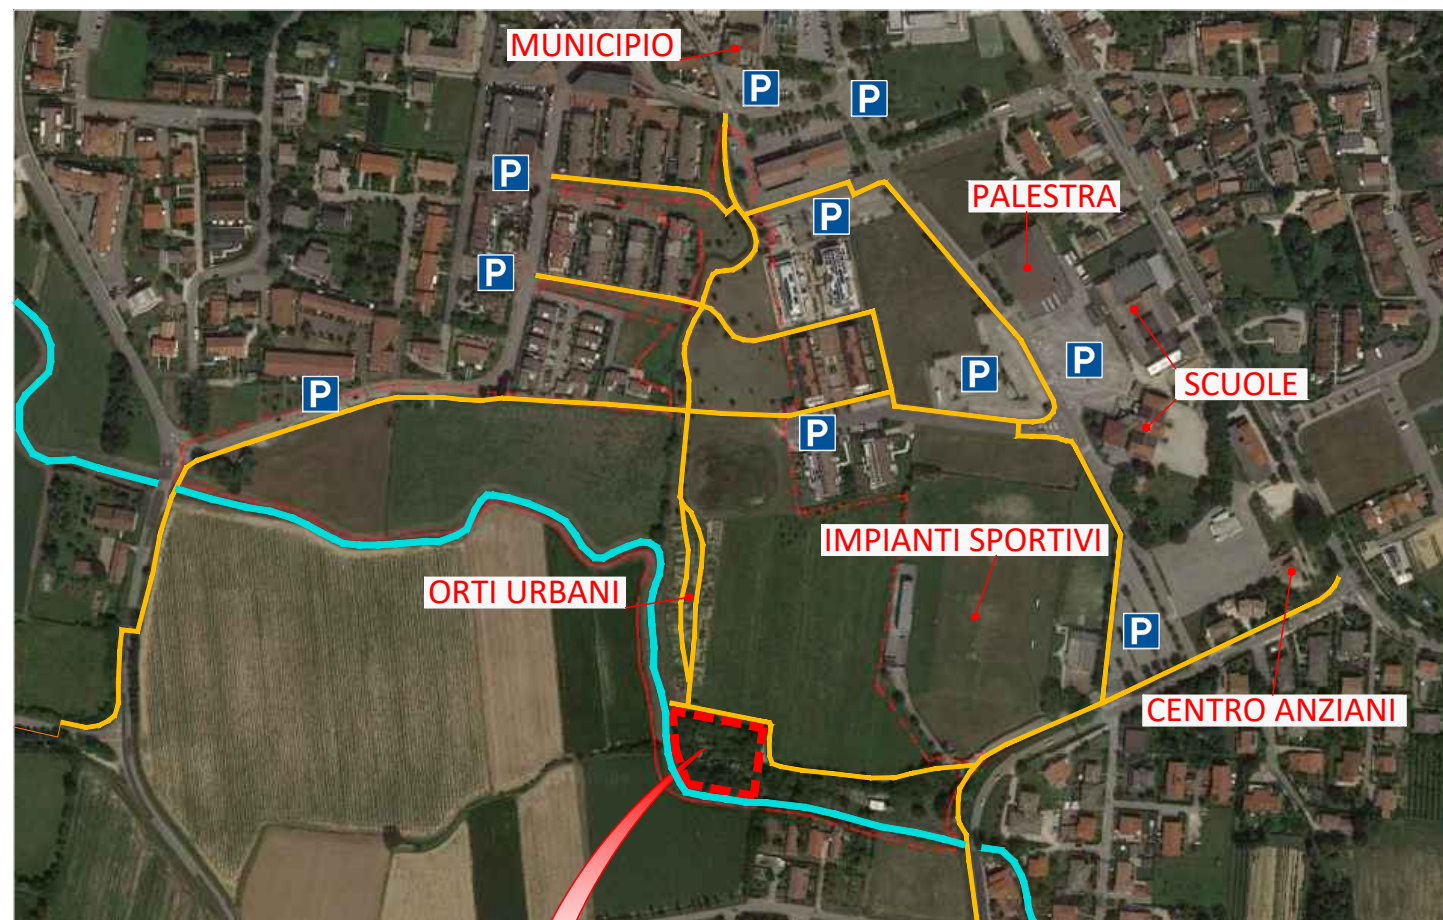 MUNICIPIO
P
P
P
PALESTRA
P
P
P
P
SCUOLE
P
P
IMPIANTI SPORTIVI
ORTI URBANI
P
CENTRO ANZIANI